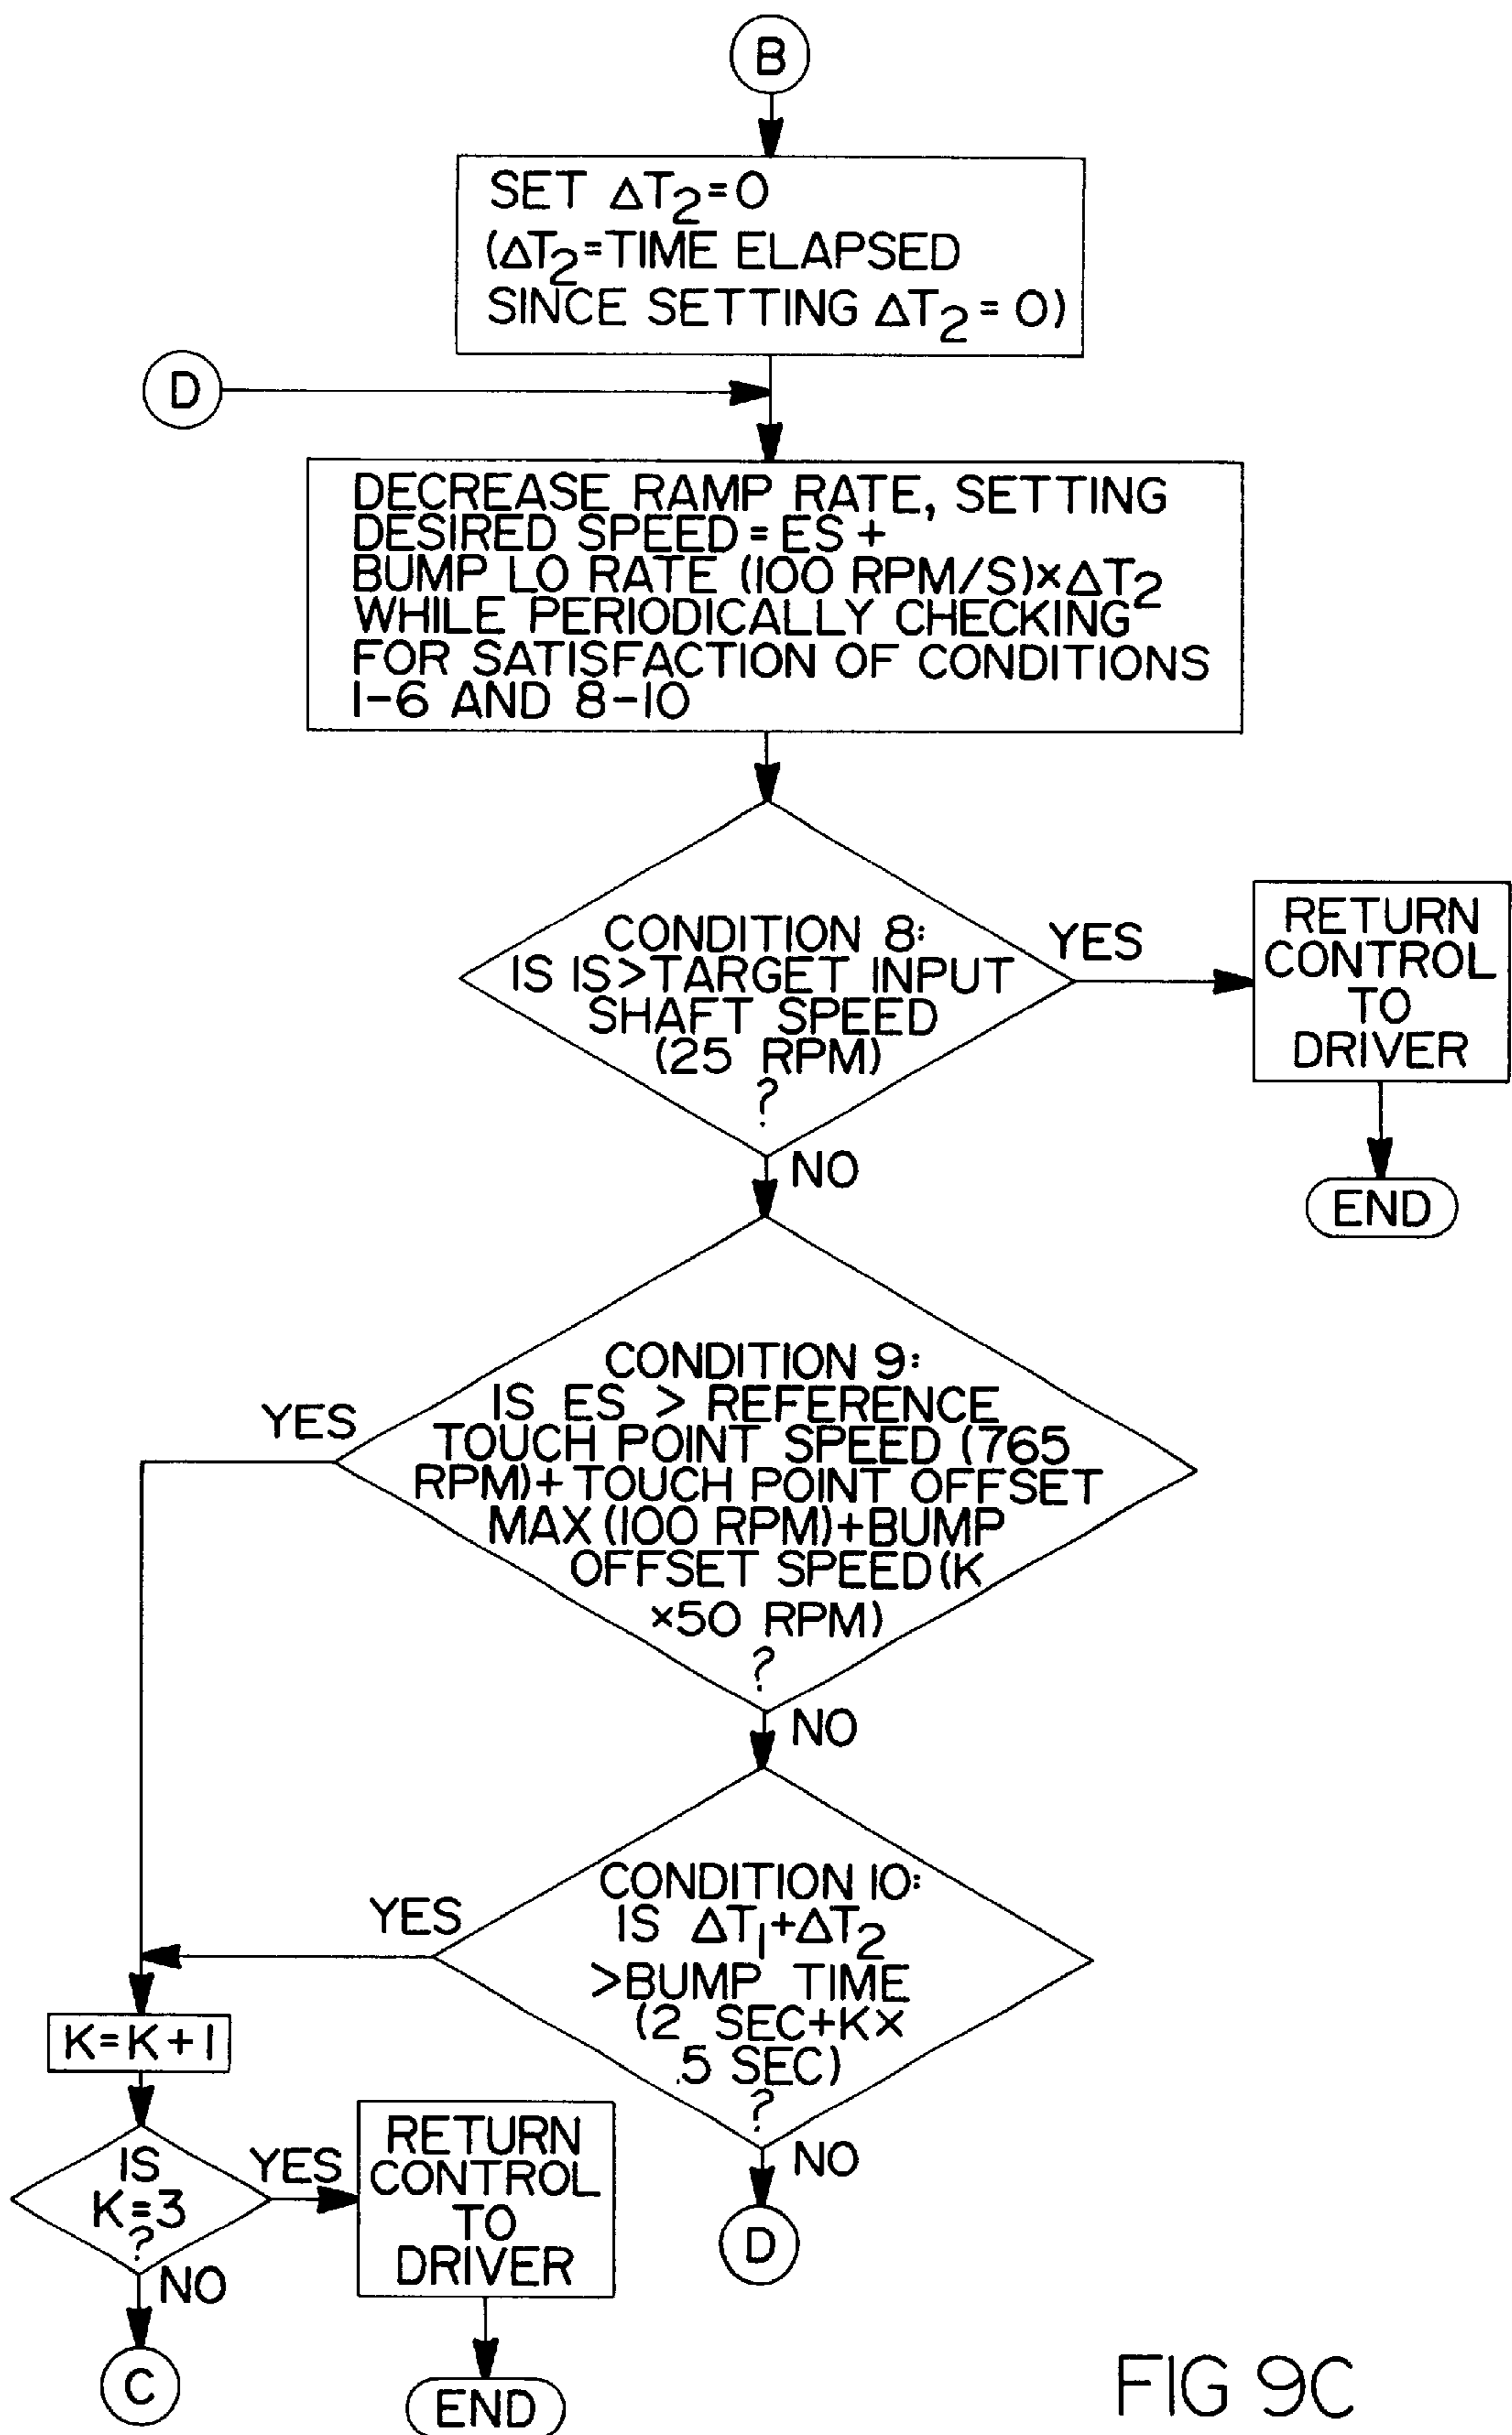 B
SET ΔT2=0
(ΔT2=TIME ELAPSED
SINCE SETTING ΔT2=0)
D
DECREASE RAMP RATE, SETTING
DESIRED SPEED=ES+
BUMP LO RATE (100 RPM/S)×ΔT2
WHILE PERIODICALLY CHECKING
FOR SATISFACTION OF CONDITIONS
1-6 AND 8-10
CONDITION 8:
IS IS>TARGET INPUT
SHAFT SPEED
(25 RPM)
?
YES
RETURN
CONTROL
TO
DRIVER
END
NO
CONDITION 9:
IS ES > REFERENCE
TOUCH POINT SPEED (765
RPM)+TOUCH POINT OFFSET
MAX (100 RPM)+BUMP
OFFSET SPEED(K
×50 RPM)
?
YES
NO
CONDITION 10:
IS ΔT1+ΔT2
>BUMP TIME
(2 SEC+K×
.5 SEC)
?
YES
NO
D
K=K+1
IS
K=3
?
YES
RETURN
CONTROL
TO
DRIVER
END
NO
C
FIG 9C